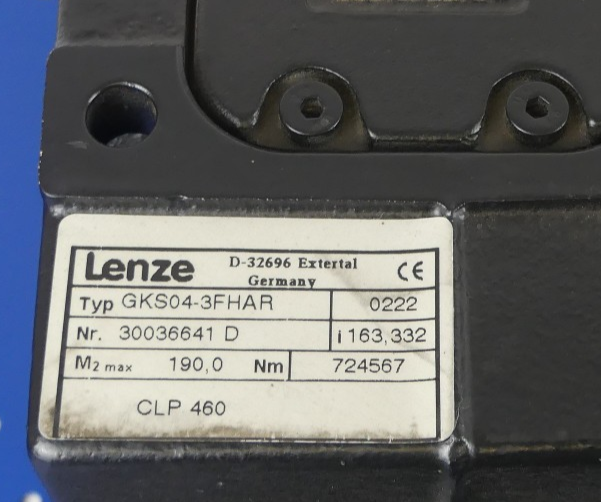 Lenze D-32696 Extertal
Germany CE
Typ GKS04-3FHAR 0222
Nr. 30036641 D i 163,332
M2 max 190,0 Nm 724567
CLP 460